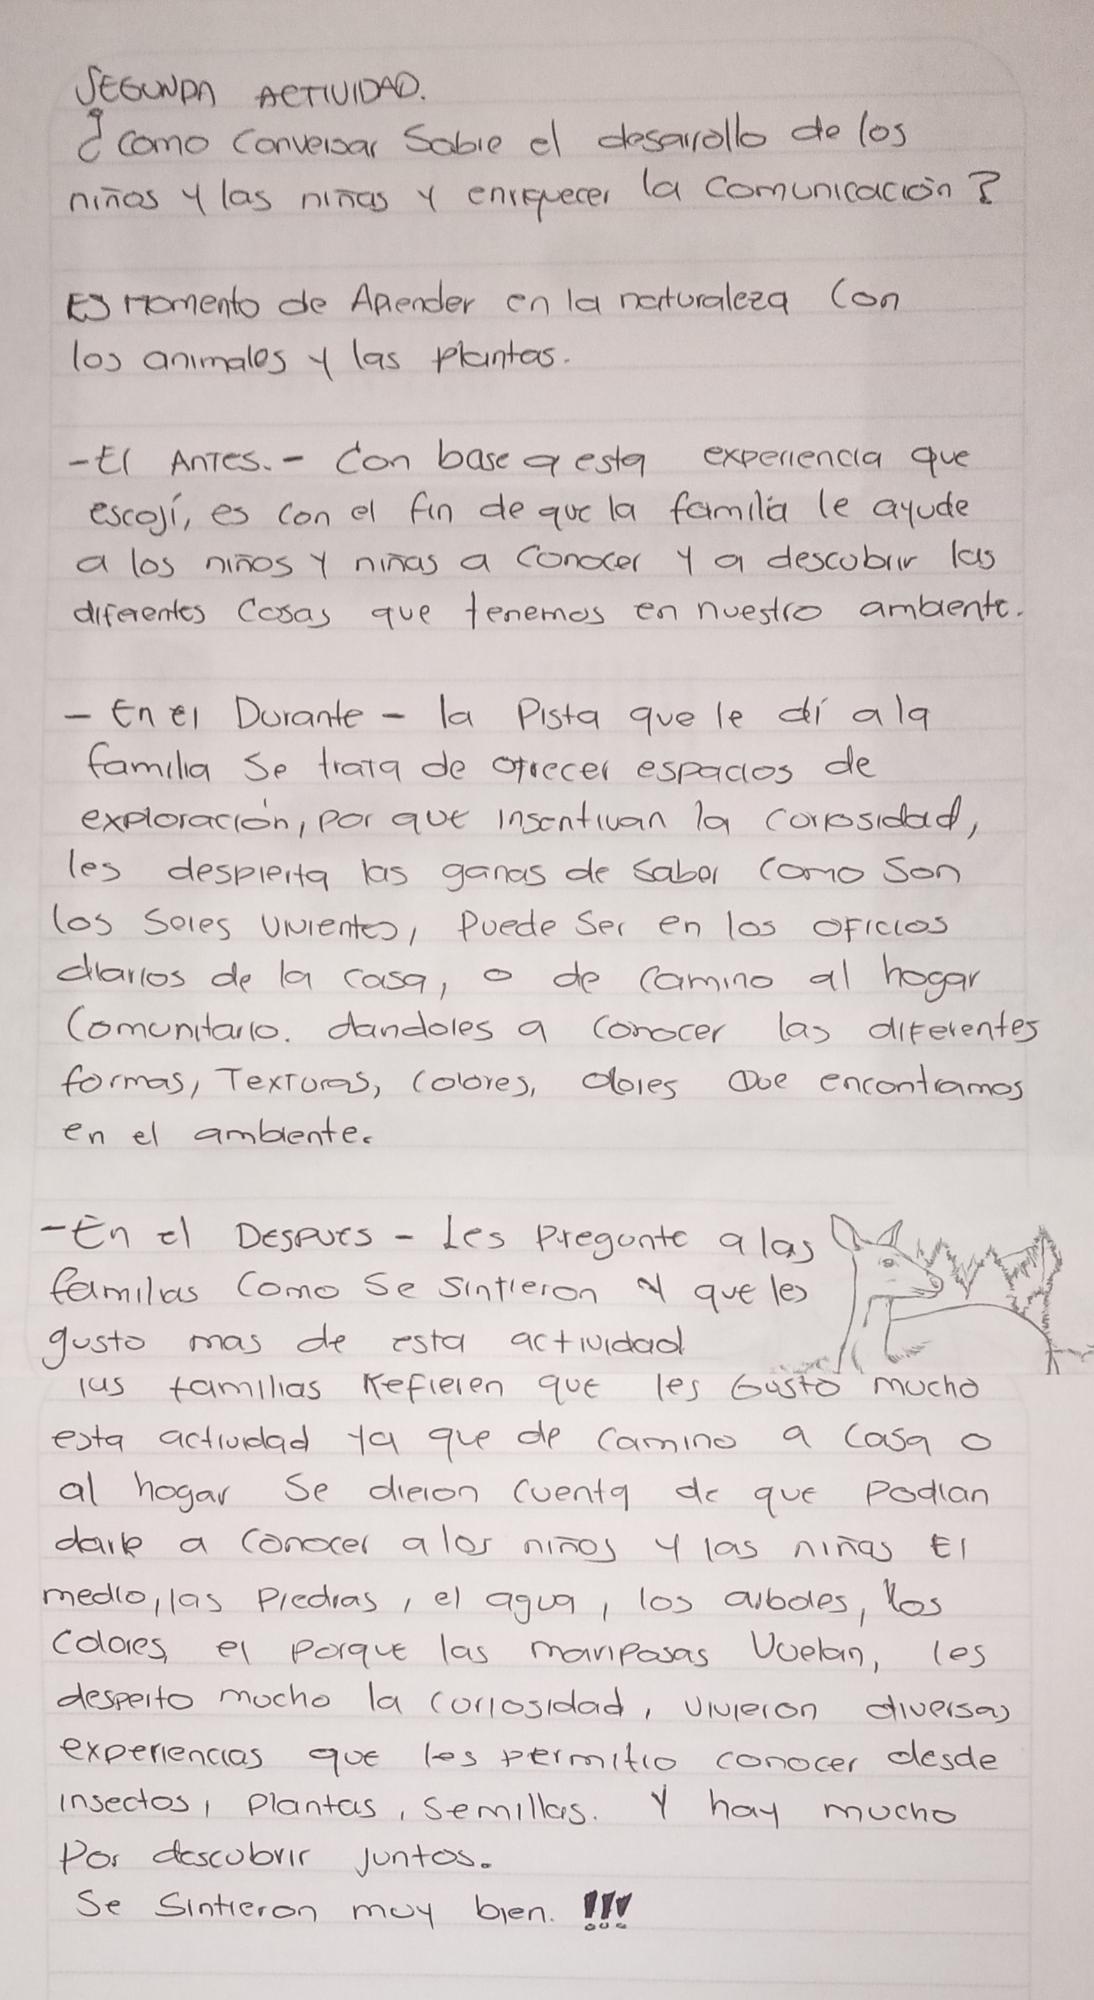 SEGUNDA ACTIVIDAD.
¿como conversar Sobre el desarrollo de los
niños y las niñas y enriquecer la comunicación?
Es Momento de Aprender en la naturaleza con
los animales y las plantas.
-El ANTES.- Con base a esta experiencia que
escojí, es con el fin de que la familia le ayude
a los niños y niñas a conocer y a descubrir las
diferentes cosas que tenemos en nuestro ambiente.
- En el Durante - la Pista que le dí a la
familia se trata de ofrecer espacios de
exploración, por que insentivan la curiosidad,
les despierta las ganas de saber como son
los seres vivientes, Puede ser en los oficios
diarios de la casa, o de camino al hogar
Comunitario. dandoles a conocer las diferentes
formas, Texturas, colores, olores Que encontramos
en el ambiente.
-En el DESPUES - Les Pregunte a las
familias como se sintieron y que les
gusto mas de esta actividad
las familias Refieren que les Gusto mucho
esta actividad ya que de camino a casa o
al hogar se dieron cuenta de que Podian
darle a conocer a los niños y las niñas El
medio, las Piedras, el agua, los arboles, los
Colores, el Porque las mariposas Vuelan, les
desperto mucho la curiosidad, vivieron diversas
experiencias que les permitio conocer desde
insectos, plantas, semillas. Y hay mucho
Por descubrir juntos.
Se Sintieron muy bien. !!!